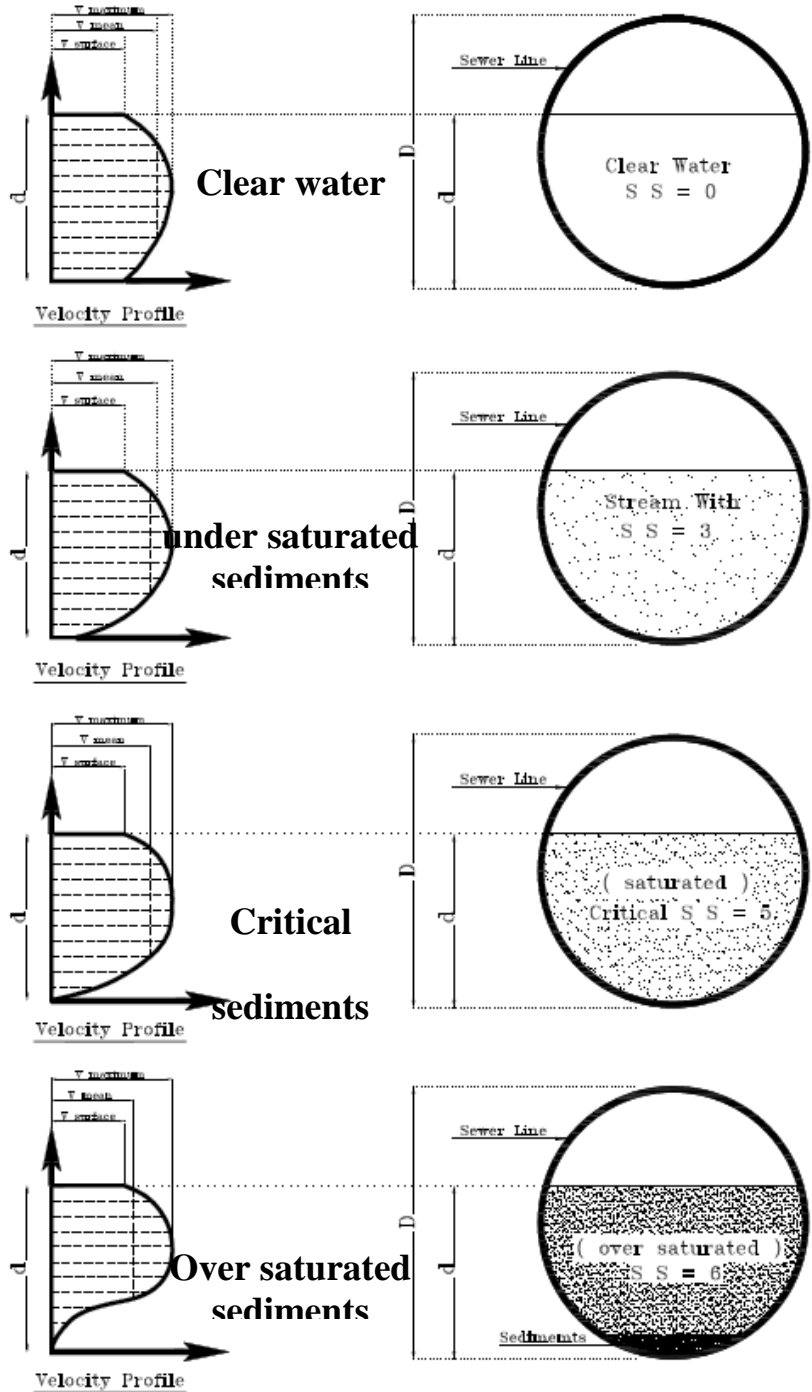 V maximum
V mean
V surface
Sewer Line
D
d
d
Clear water
Clear Water
S S = 0
Velocity Profile
V maximum
V mean
V surface
Sewer Line
D
d
d
under saturated
sediments
Stream With
S S = 3
Velocity Profile
V maximum
V mean
V surface
Sewer Line
D
d
d
Critical
sediments
( saturated )
Critical S S = 5
Velocity Profile
V maximum
V mean
V surface
Sewer Line
D
d
d
Over saturated
sediments
( over saturated )
S S = 6
Sediments
Velocity Profile